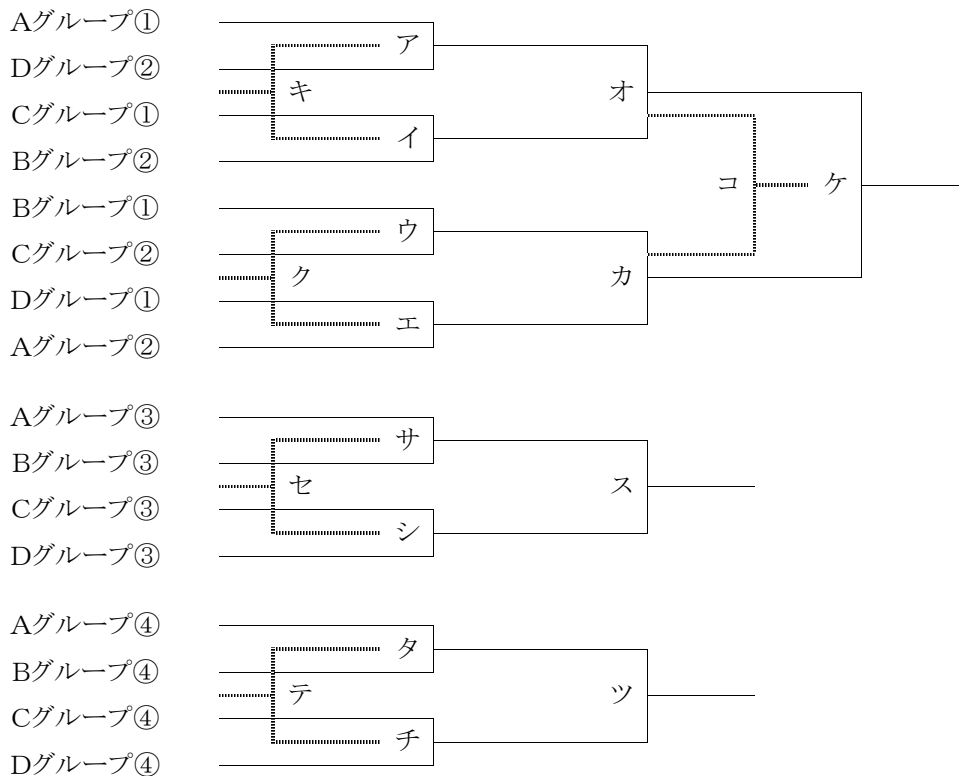 Aグループ①
ア
Dグループ②
キ
オ
Cグループ①
イ
Bグループ②
コ
ケ
Bグループ①
ウ
Cグループ②
ク
カ
Dグループ①
エ
Aグループ②
Aグループ③
サ
Bグループ③
セ
ス
Cグループ③
シ
Dグループ③
Aグループ④
タ
Bグループ④
テ
ツ
Cグループ④
チ
Dグループ④